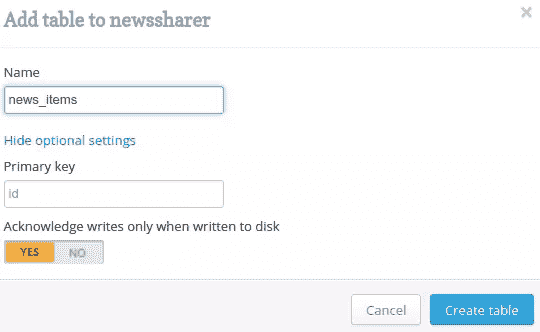 Add table to newssharer
×
Name
news_items
Hide optional settings
Primary key
id
Acknowledge writes only when written to disk
YES NO
Cancel Create table